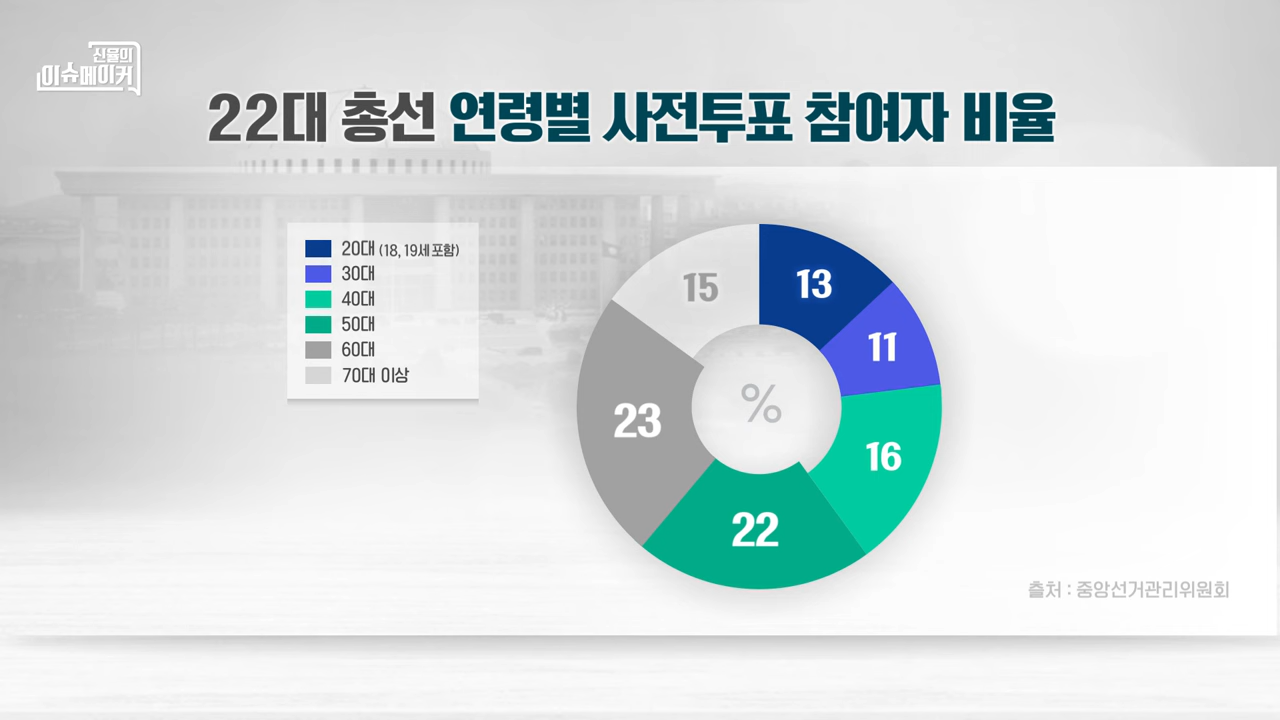 신율의
이슈메이커
22대 총선 연령별 사전투표 참여자 비율
20대 (18, 19세 포함)
30대
40대
50대
60대
70대 이상
15
13
11
23
%
16
22
출처 : 중앙선거관리위원회